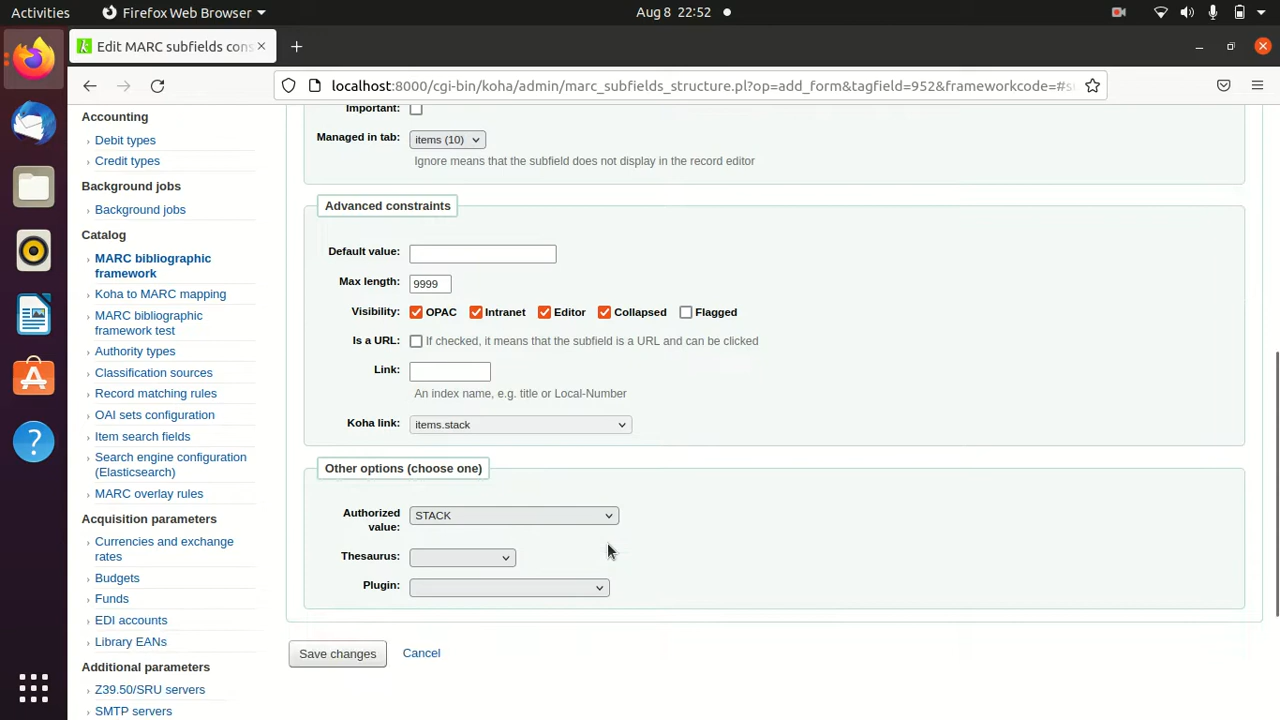 Activities
Firefox Web Browser
Aug 8 22:52
Edit MARC subfields cons
localhost:8000/cgi-bin/koha/admin/marc_subfields_structure.pl?op=add_form&tagfield=952&frameworkcode=#s
Accounting
Debit types
Credit types
Background jobs
Background jobs
Catalog
MARC bibliographic
framework
Koha to MARC mapping
MARC bibliographic
framework test
Authority types
Classification sources
Record matching rules
OAI sets configuration
Item search fields
Search engine configuration
(Elasticsearch)
MARC overlay rules
Acquisition parameters
Currencies and exchange
rates
Budgets
Funds
EDI accounts
Library EANs
Additional parameters
Z39.50/SRU servers
SMTP servers
Important:
Managed in tab: items (10)
Ignore means that the subfield does not display in the record editor
Advanced constraints
Default value:
Max length: 9999
Visibility: OPAC Intranet Editor Collapsed Flagged
Is a URL: If checked, it means that the subfield is a URL and can be clicked
Link:
An index name, e.g. title or Local-Number
Koha link: items.stack
Other options (choose one)
Authorized
value: STACK
Thesaurus:
Plugin:
Save changes Cancel